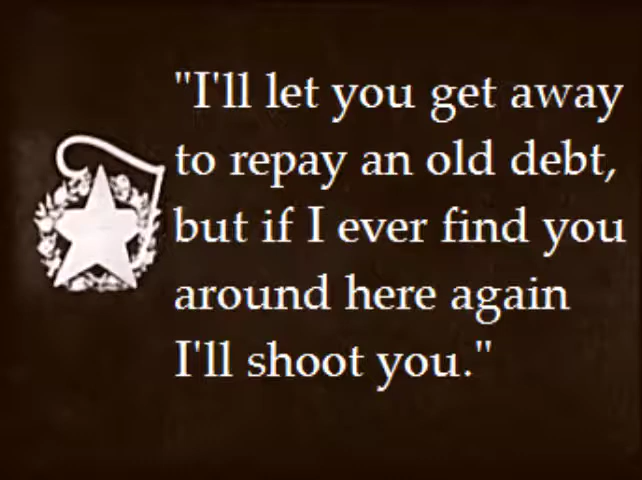 "I'll let you get away
to repay an old debt,
but if I ever find you
around here again
I'll shoot you."